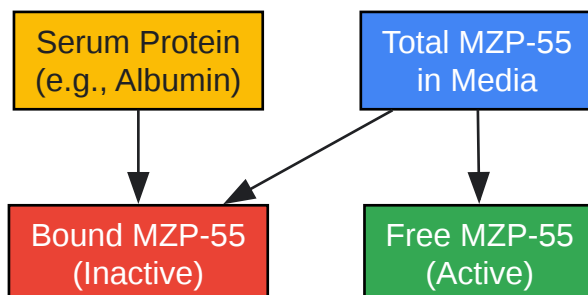 Serum Protein
(e.g., Albumin)
Total MZP-55
in Media
Bound MZP-55
(Inactive)
Free MZP-55
(Active)